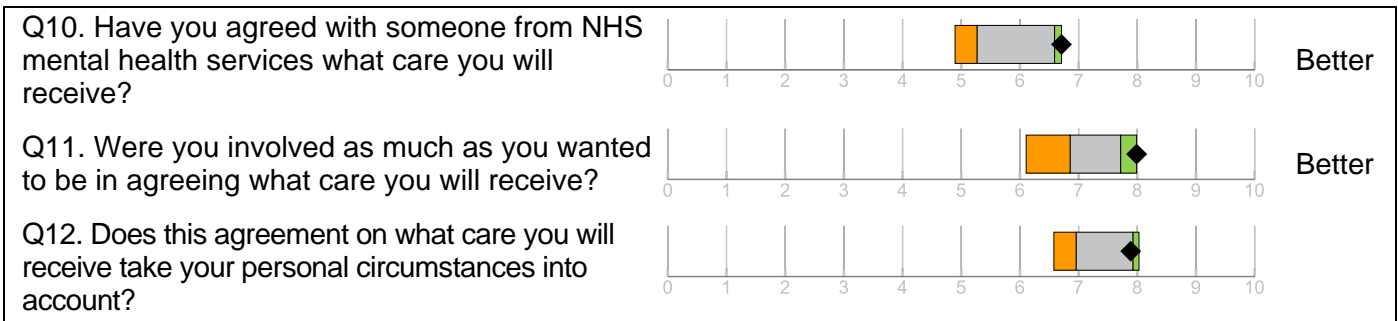 Q10. Have you agreed with someone from NHS
mental health services what care you will
receive?
0 1 2 3 4 5 6 7 8 9 10
Better
Q11. Were you involved as much as you wanted
to be in agreeing what care you will receive?
0 1 2 3 4 5 6 7 8 9 10
Better
Q12. Does this agreement on what care you will
receive take your personal circumstances into
account?
0 1 2 3 4 5 6 7 8 9 10